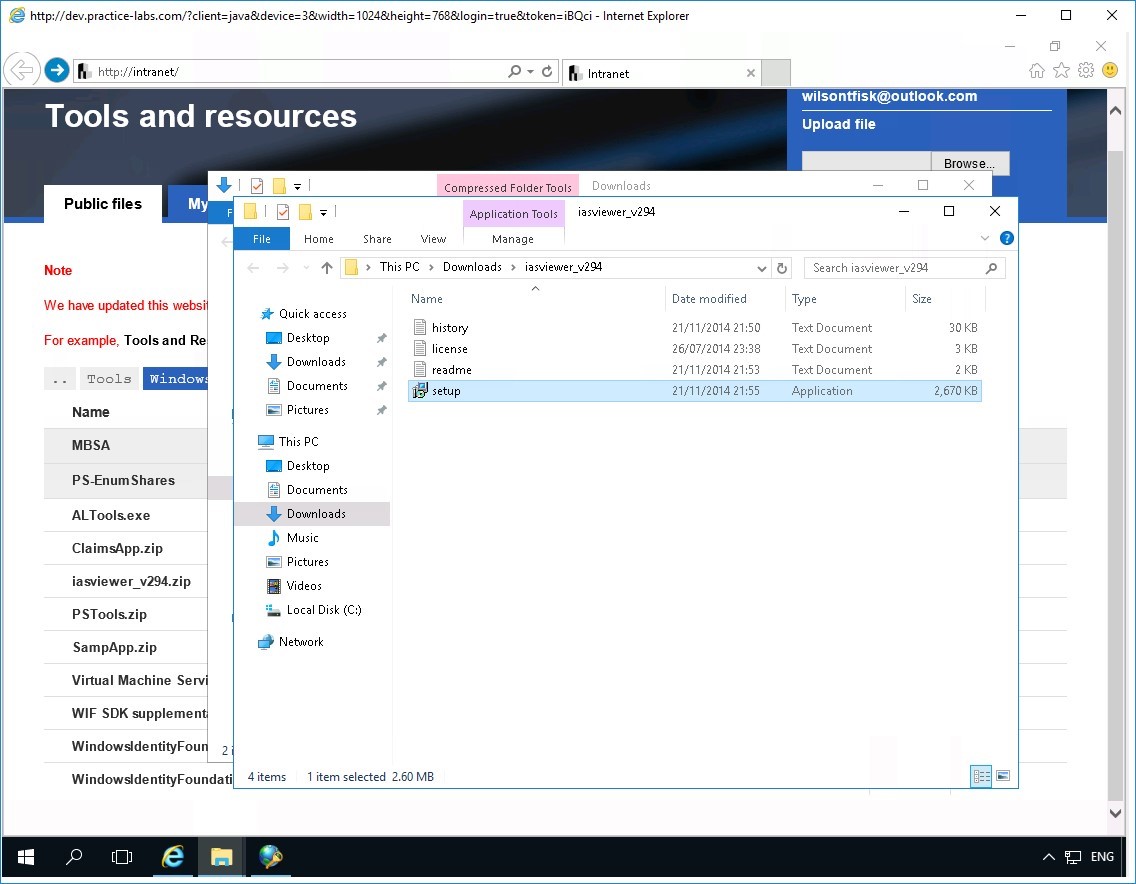 http://dev.practice-labs.com/?client=java&device=3&width=1024&height=768&login=true&token=iBQci - Internet Explorer
http://intranet/
Intranet
Tools and resources
wilsontfisk@outlook.com
Upload file
Browse...
Public files
My
Compressed Folder Tools
Downloads
F
Application Tools
iasviewer_v294
File
Home
Share
View
Manage
This PC
Downloads
iasviewer_v294
Search iasviewer_v294
Note
We have updated this websit
For example, Tools and Re
. .
Tools
Windows
Name
MBSA
PS-EnumShares
ALTools.exe
ClaimsApp.zip
iasviewer_v294.zip
PSTools.zip
SampApp.zip
Virtual Machine Servi
WIF SDK supplementa
WindowsIdentityFoun
WindowsIdentityFoundati
2 i
Quick access
Desktop
Downloads
Documents
Pictures
This PC
Desktop
Documents
Downloads
Music
Pictures
Videos
Local Disk (C:)
Network
Name Date modified Type Size
history 21/11/2014 21:50 Text Document 30 KB
license 26/07/2014 23:38 Text Document 3 KB
readme 21/11/2014 21:53 Text Document 2 KB
setup 21/11/2014 21:55 Application 2,670 KB
4 items 1 item selected 2.60 MB
ENG